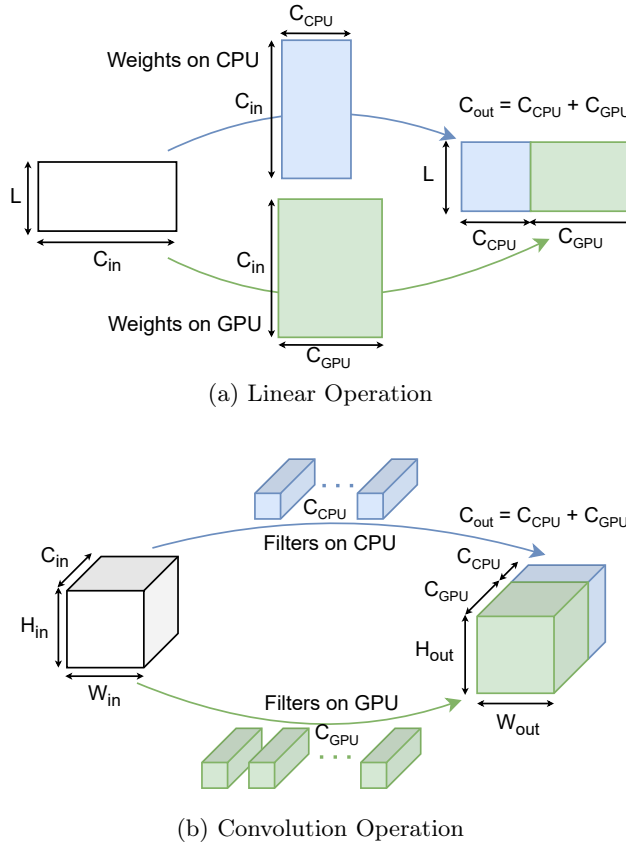 C_CPU
Weights on CPU
C_in
C_out = C_CPU + C_GPU
L
L
C_CPU
C_GPU
C_in
C_in
Weights on GPU
C_GPU
(a) Linear Operation
C_CPU
C_out = C_CPU + C_GPU
Filters on CPU
C_in
C_CPU
C_GPU
H_in
H_out
W_in
Filters on GPU
W_out
C_GPU
(b) Convolution Operation